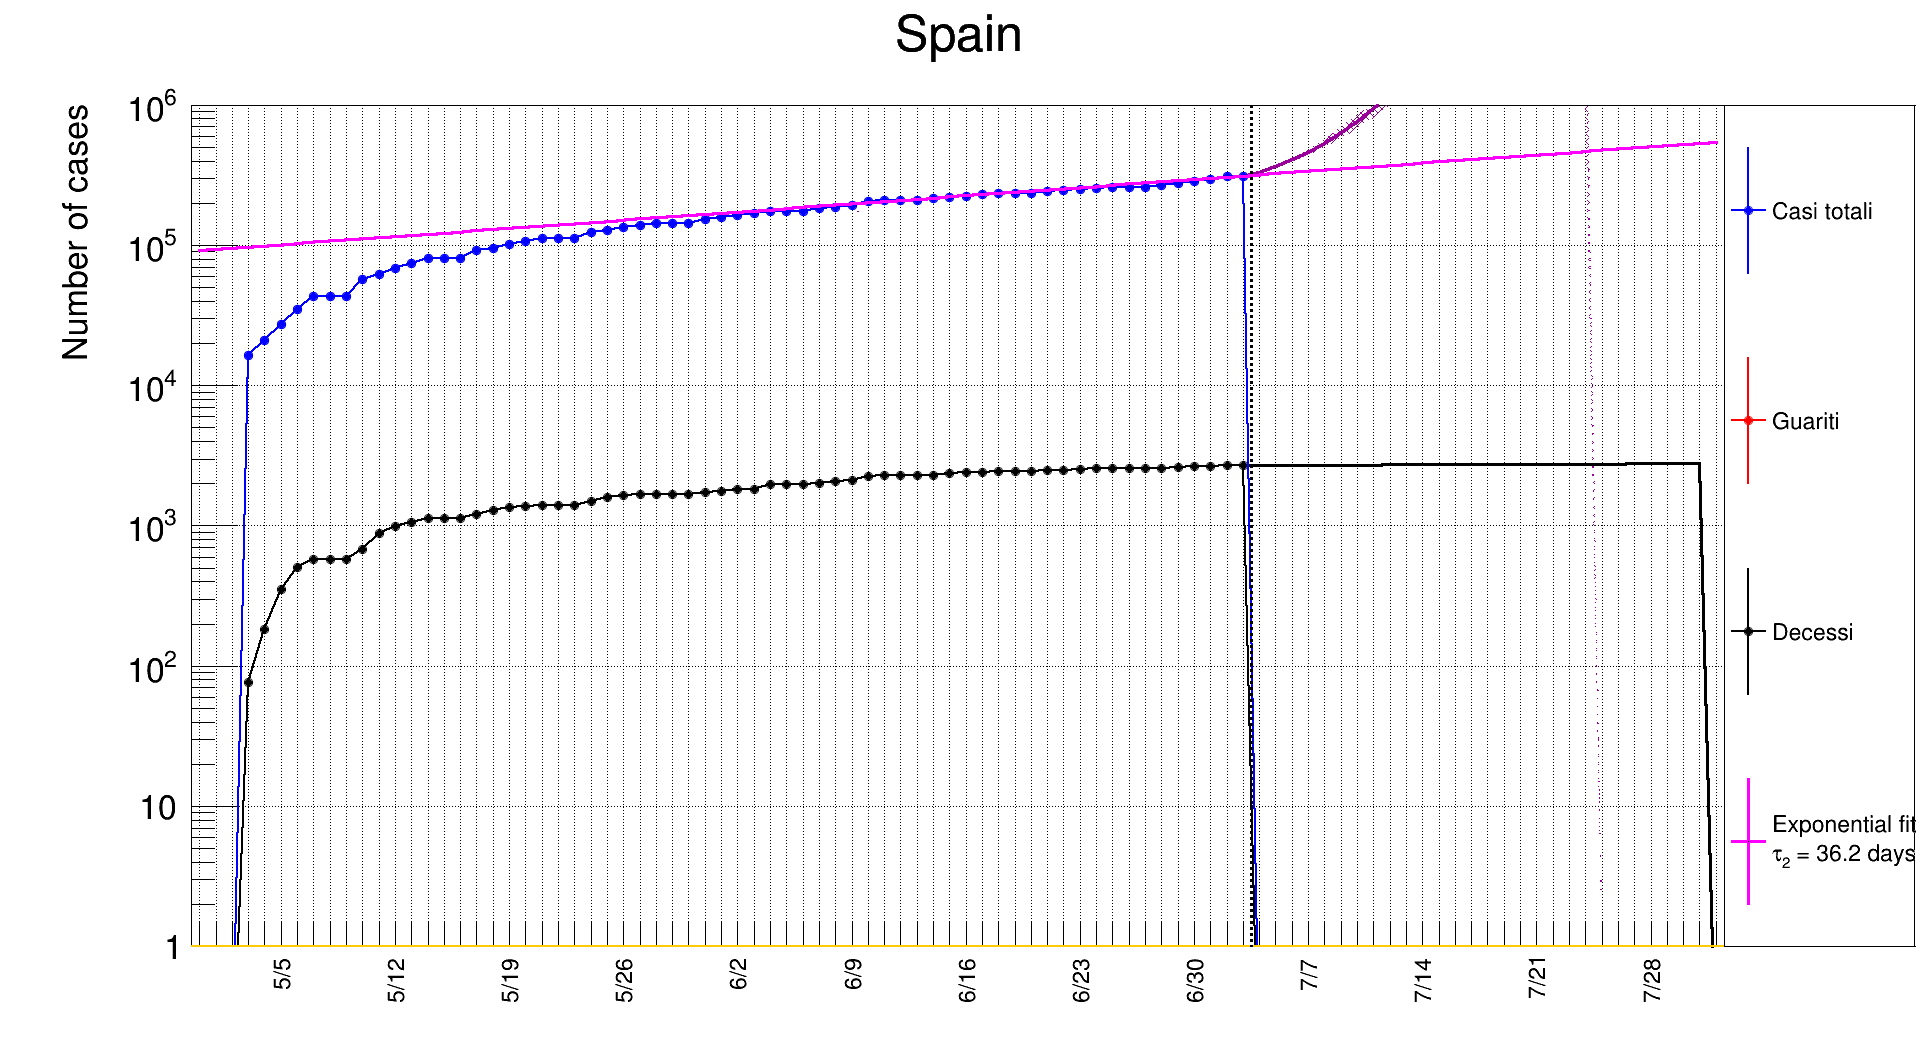 Spain
Number of cases
10^6
10^5
10^4
10^3
10^2
10
1
5/5
5/12
5/19
5/26
6/2
6/9
6/16
6/23
6/30
7/7
7/14
7/21
7/28
Casi totali
Guariti
Decessi
Exponential fit
τ_2 = 36.2 days